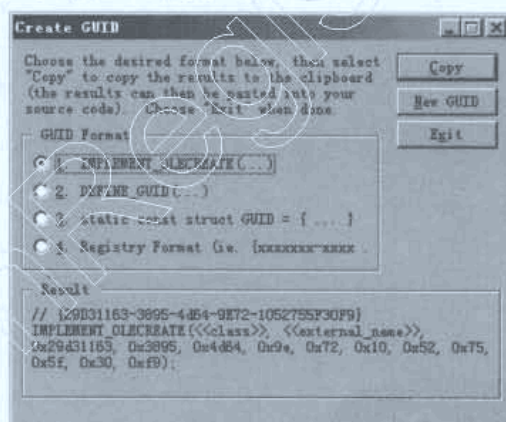 Create GUID
Choose the desired format below, then select
"Copy" to copy the results to the clipboard
(the results can then be pasted into your
source code). Choose "Exit" when done.
Copy
New GUID
Exit
GUID Format
1. IMPLEMENT_OLECREATE(...)
2. DEFINE_GUID(...)
3. static const struct GUID = { .... }
4. Registry Format (ie. {xxxxxxx-xxxx .
Result
// {29D31163-3895-4d64-9E72-1052755F30F9}
IMPLEMENT_OLECREATE(<<class>>, <<external_name>>,
0x29d31163, 0x3895, 0x4d64, 0x9e, 0x72, 0x10, 0x52, 0x75,
0x5f, 0x30, 0xf9);